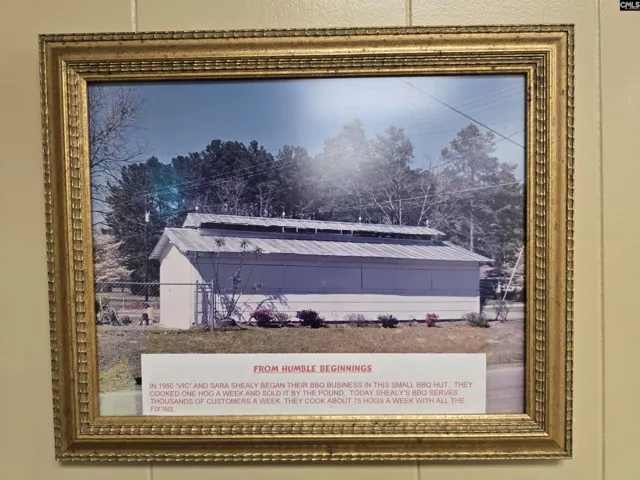 CMLS
FROM HUMBLE BEGINNINGS
IN 1950 "VIC" AND SARA SHEALY BEGAN THEIR BBQ BUSINESS IN THIS SMALL BBQ HUT. THEY
COOKED ONE HOG A WEEK AND SOLD IT BY THE POUND. TODAY SHEALY'S BBQ SERVES
THOUSANDS OF CUSTOMERS A WEEK. THEY COOK ABOUT 75 HOGS A WEEK WITH ALL THE
FIX'INS.